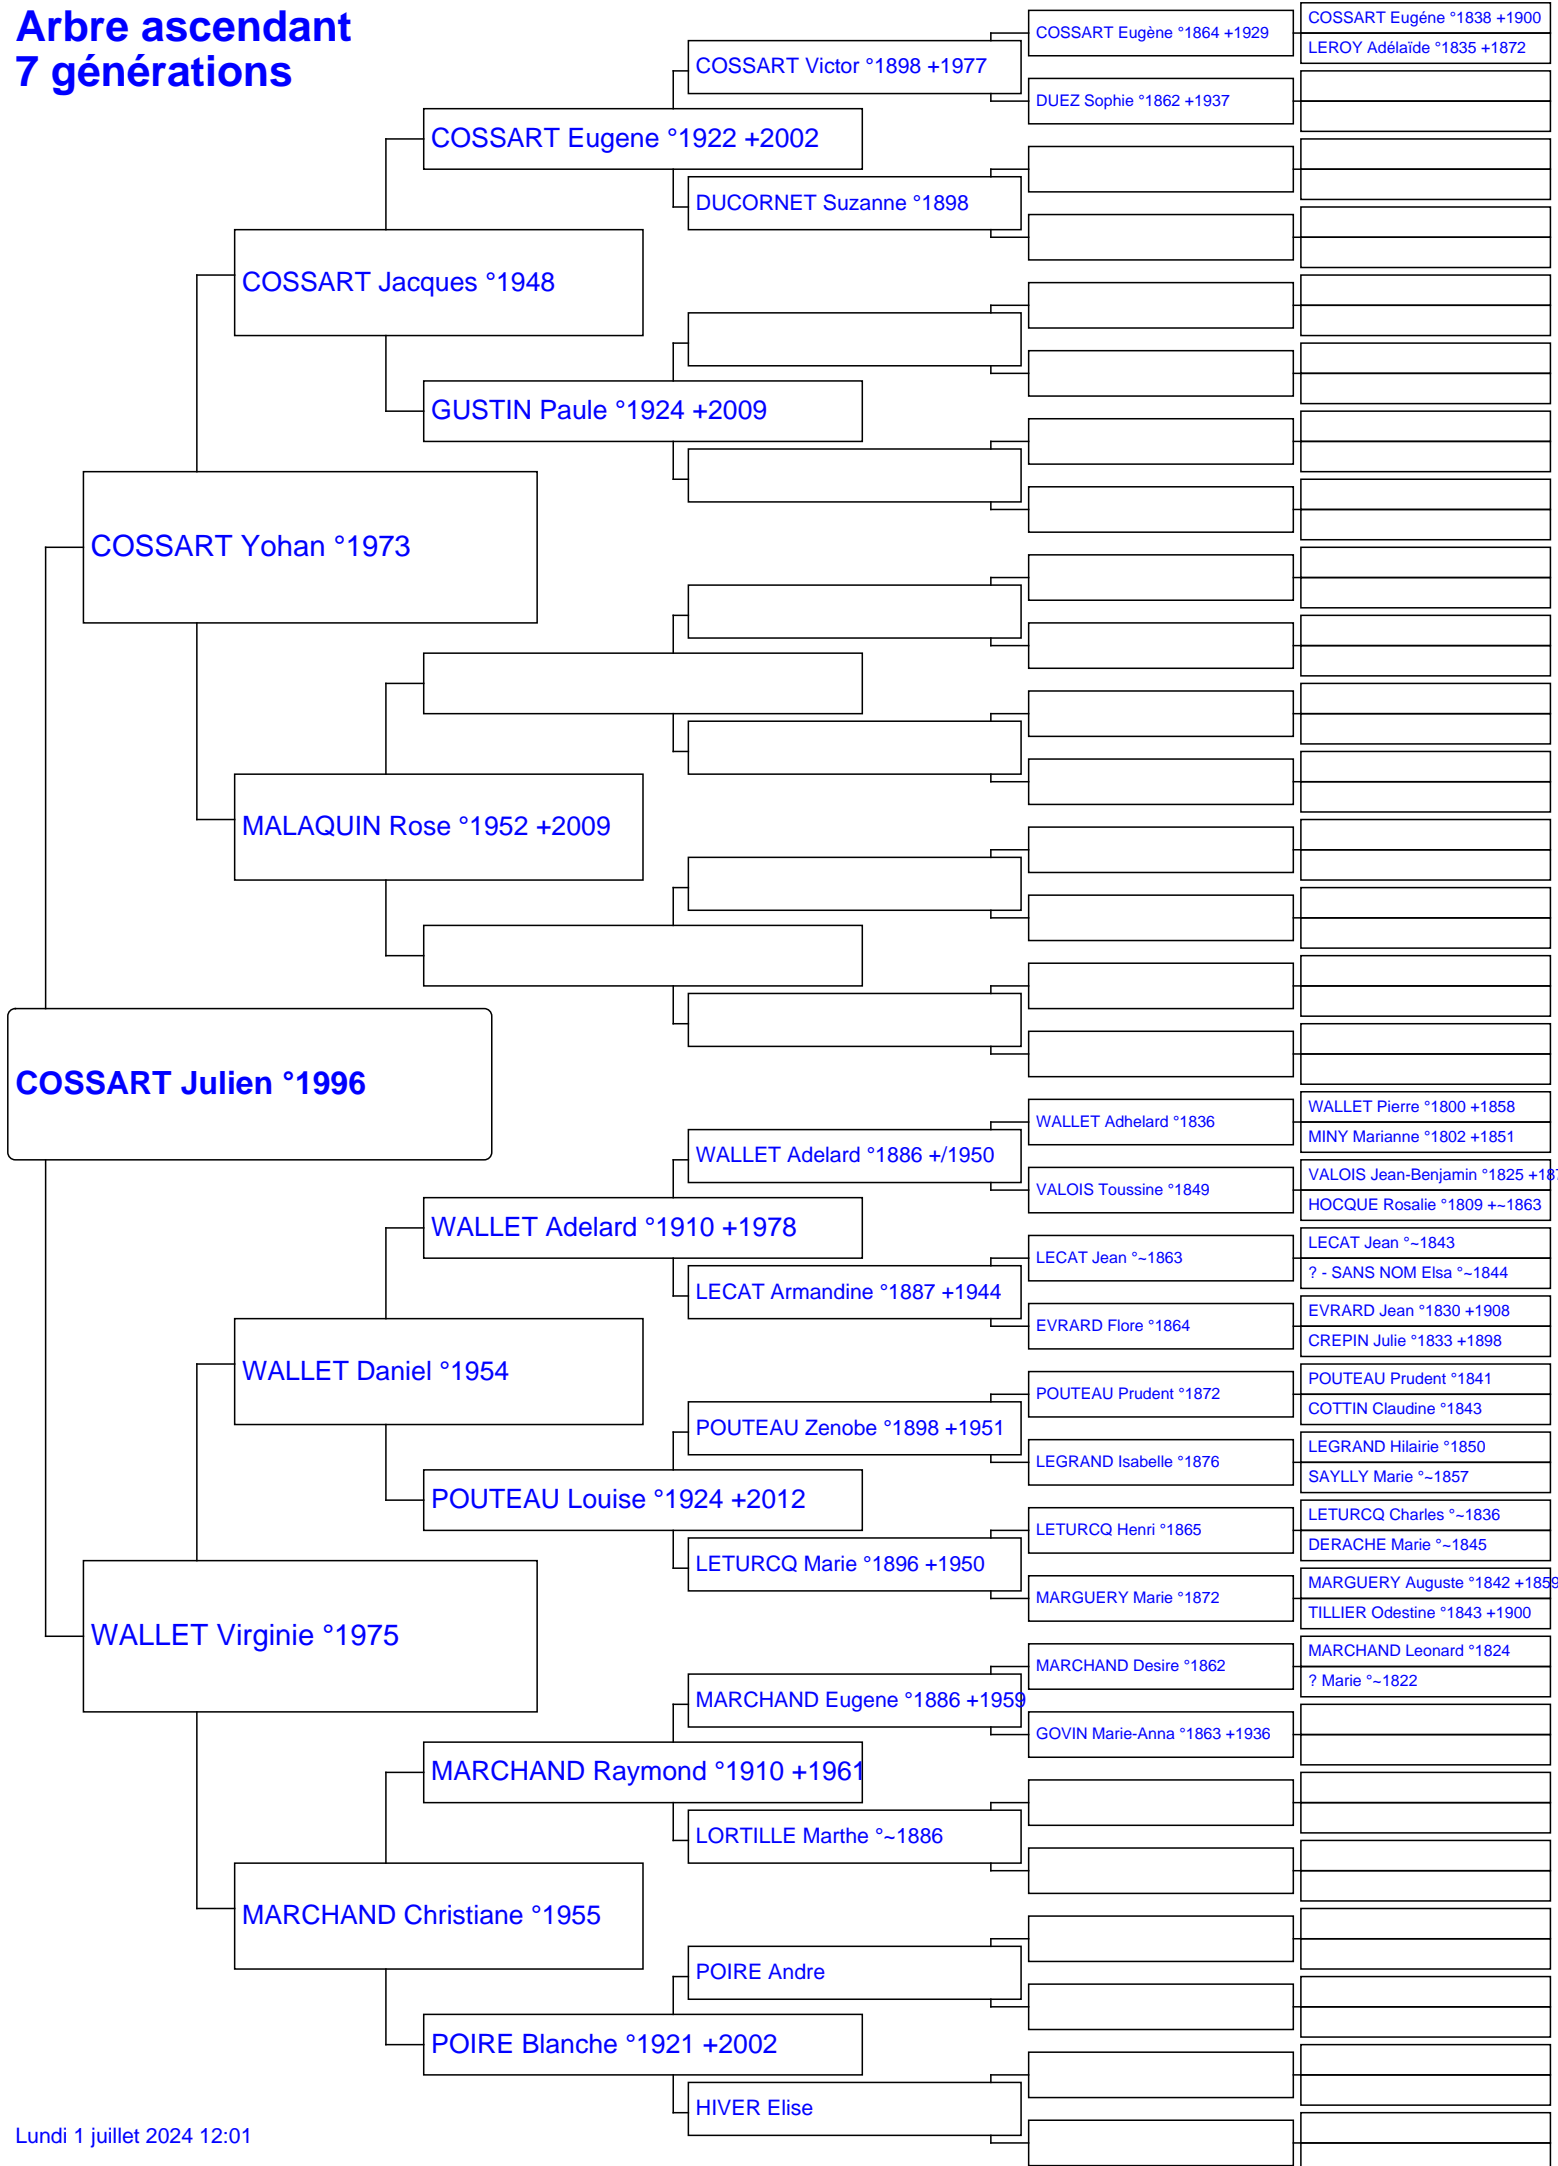 Arbre ascendant
7 générations
COSSART Julien °1996
COSSART Yohan °1973
WALLET Virginie °1975
COSSART Jacques °1948
MALAQUIN Rose °1952 +2009
WALLET Daniel °1954
MARCHAND Christiane °1955
COSSART Eugene °1922 +2002
GUSTIN Paule °1924 +2009
WALLET Adelard °1910 +1978
POUTEAU Louise °1924 +2012
MARCHAND Raymond °1910 +1961
POIRE Blanche °1921 +2002
COSSART Victor °1898 +1977
DUCORNET Suzanne °1898
WALLET Adelard °1886 +/1950
LECAT Armandine °1887 +1944
POUTEAU Zenobe °1898 +1951
LETURCQ Marie °1896 +1950
MARCHAND Eugene °1886 +1959
LORTILLE Marthe °~1886
POIRE Andre
HIVER Elise
COSSART Eugène °1864 +1929
DUEZ Sophie °1862 +1937
WALLET Adhelard °1836
VALOIS Toussine °1849
LECAT Jean °~1863
EVRARD Flore °1864
POUTEAU Prudent °1872
LEGRAND Isabelle °1876
LETURCQ Henri °1865
MARGUERY Marie °1872
MARCHAND Desire °1862
GOVIN Marie-Anna °1863 +1936
COSSART Eugéne °1838 +1900
LEROY Adélaïde °1835 +1872
WALLET Pierre °1800 +1858
MINY Marianne °1802 +1851
VALOIS Jean-Benjamin °1825
HOCQUE Rosalie °1809 +~1863
LECAT Jean °~1843
? - SANS NOM Elsa °~1844
EVRARD Jean °1830 +1908
CREPIN Julie °1833 +1898
POUTEAU Prudent °1841
COTTIN Claudine °1843
LEGRAND Hilairie °1850
SAYLLY Marie °~1857
LETURCQ Charles °~1836
DERACHE Marie °~1845
MARGUERY Auguste °1842 +1859
TILLIER Odestine °1843 +1900
MARCHAND Leonard °1824
? Marie °~1822
Lundi 1 juillet 2024 12:01